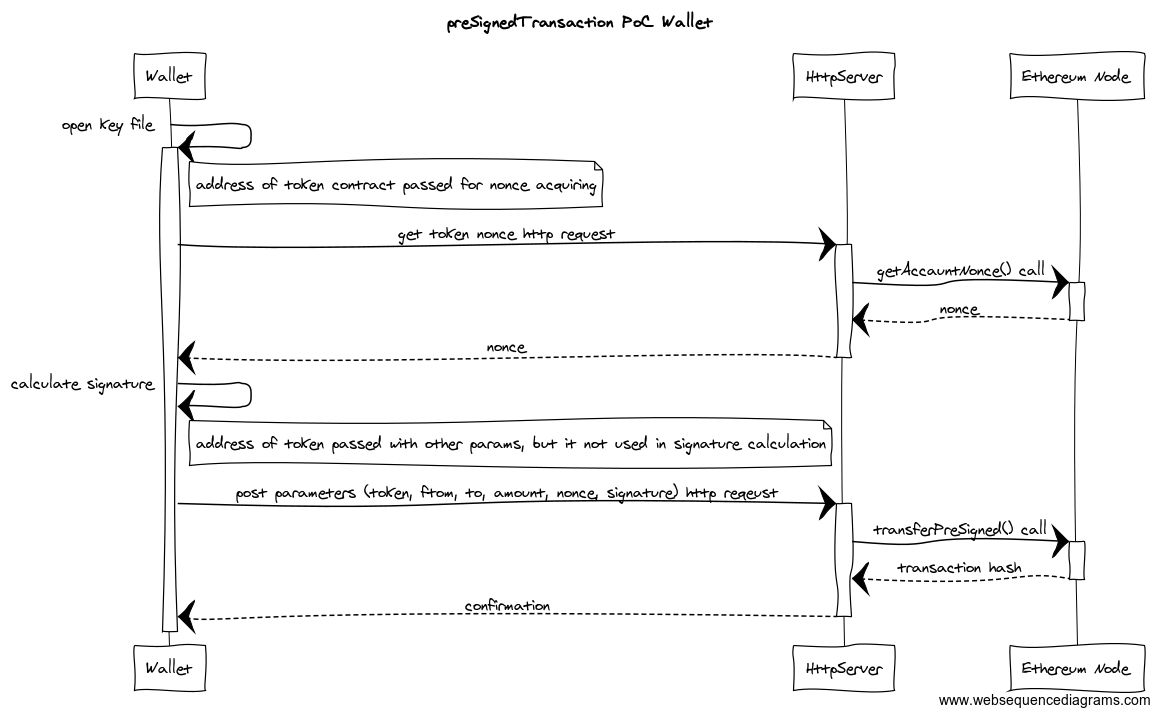 preSignedTransaction PoC Wallet
Wallet
HttpServer
Ethereum Node
open key file
address of token contract passed for nonce acquiring
get token nonce http request
getAccauntNonce() call
nonce
nonce
calculate signature
address of token passed with other params, but it not used in signature calculation
post parameters (token, ftom, to, amount, nonce, signature) http reqeust
transferPreSigned() call
transaction hash
confirmation
Wallet
HttpServer
Ethereum Node
www.websequencediagrams.com